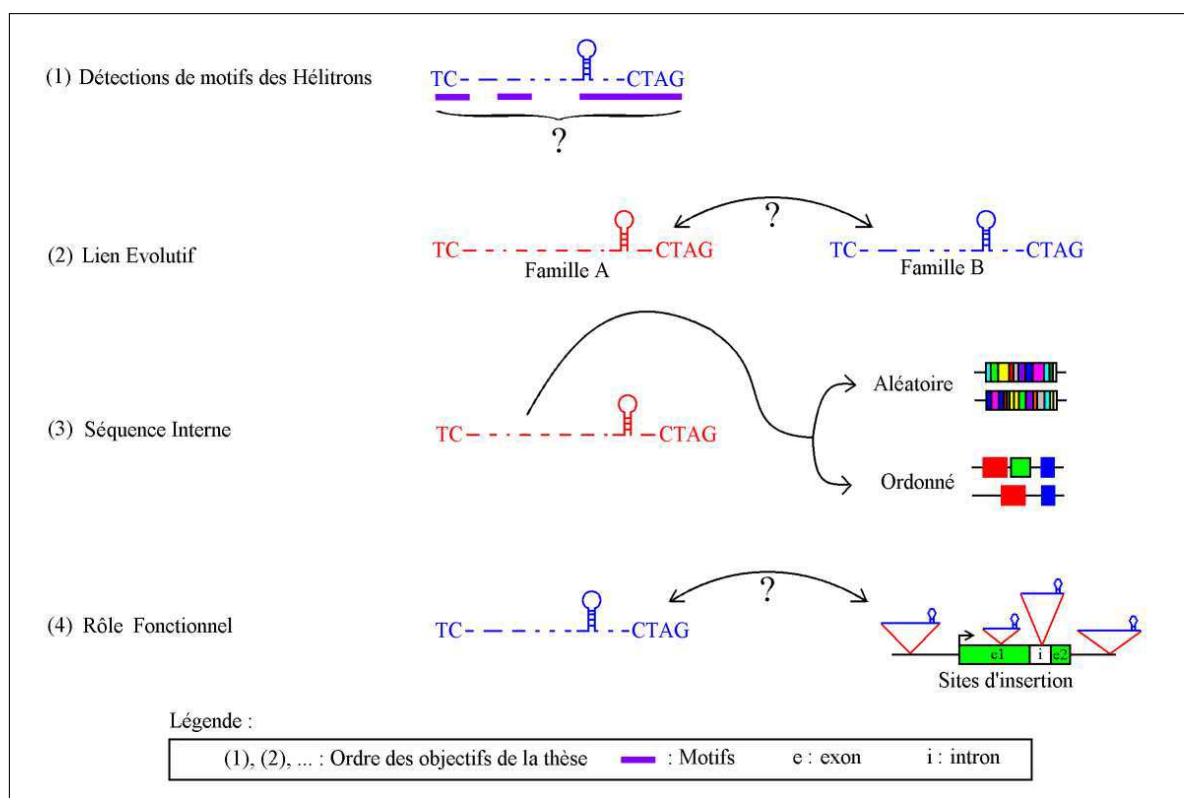 (1) Détections de motifs des Hélitrons
TC CTAG
?
(2) Lien Evolutif
?
TC CTAG
Famille A
TC CTAG
Famille B
(3) Séquence Interne
TC CTAG
Aléatoire
Ordonné
(4) Rôle Fonctionnel
TC CTAG
?
e1 i e2
Sites d'insertion
Légende :
(1), (2), ... : Ordre des objectifs de la thèse : Motifs e : exon i : intron